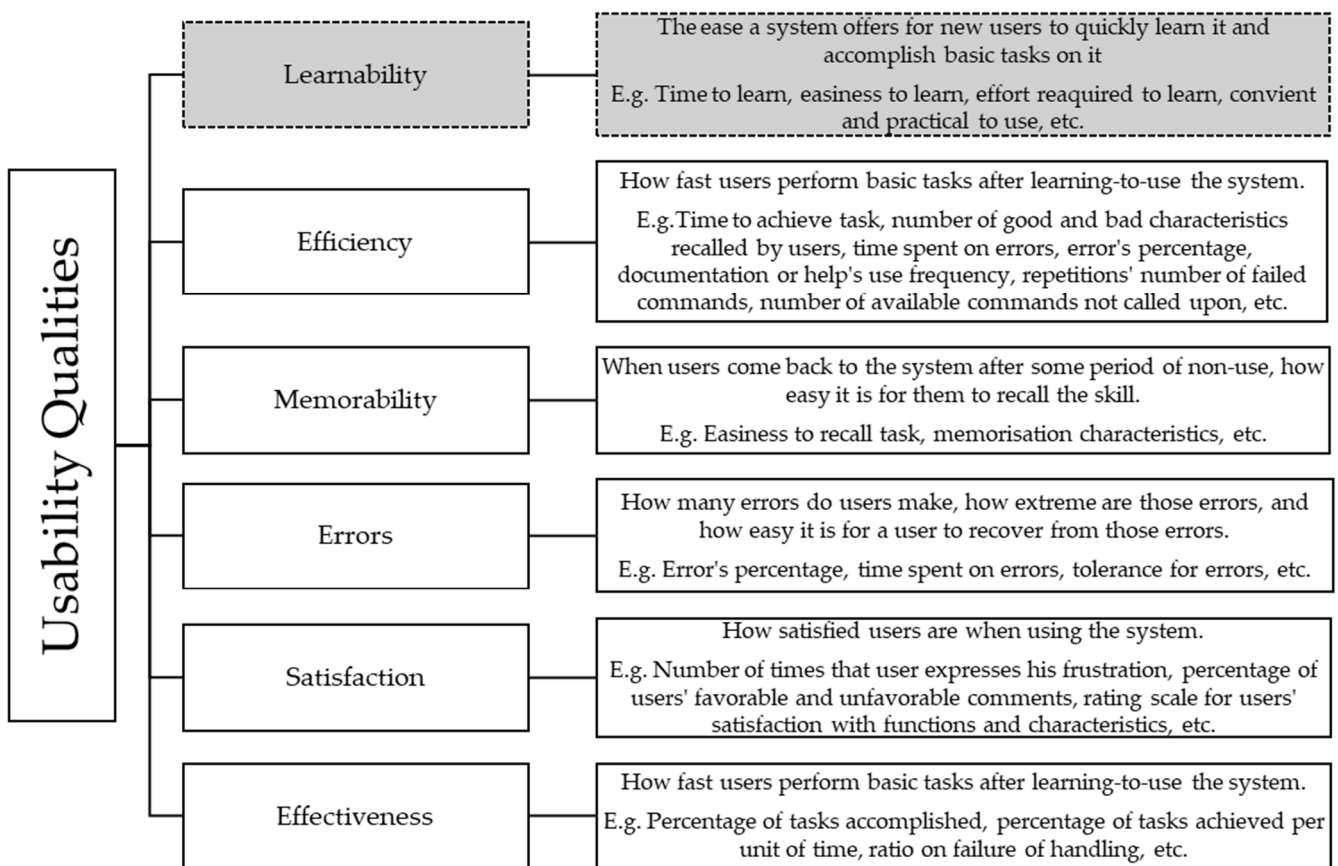 Usability Qualities
Learnability
The ease a system offers for new users to quickly learn it and
accomplish basic tasks on it
E.g. Time to learn, easiness to learn, effort reaquired to learn, convient
and practical to use, etc.
Efficiency
How fast users perform basic tasks after learning-to-use the system.
E.g.Time to achieve task, number of good and bad characteristics
recalled by users, time spent on errors, error's percentage,
documentation or help's use frequency, repetitions' number of failed
commands, number of available commands not called upon, etc.
Memorability
When users come back to the system after some period of non-use, how
easy it is for them to recall the skill.
E.g. Easiness to recall task, memorisation characteristics, etc.
Errors
How many errors do users make, how extreme are those errors, and
how easy it is for a user to recover from those errors.
E.g. Error's percentage, time spent on errors, tolerance for errors, etc.
Satisfaction
How satisfied users are when using the system.
E.g. Number of times that user expresses his frustration, percentage of
users' favorable and unfavorable comments, rating scale for users'
satisfaction with functions and characteristics, etc.
Effectiveness
How fast users perform basic tasks after learning-to-use the system.
E.g. Percentage of tasks accomplished, percentage of tasks achieved per
unit of time, ratio on failure of handling, etc.